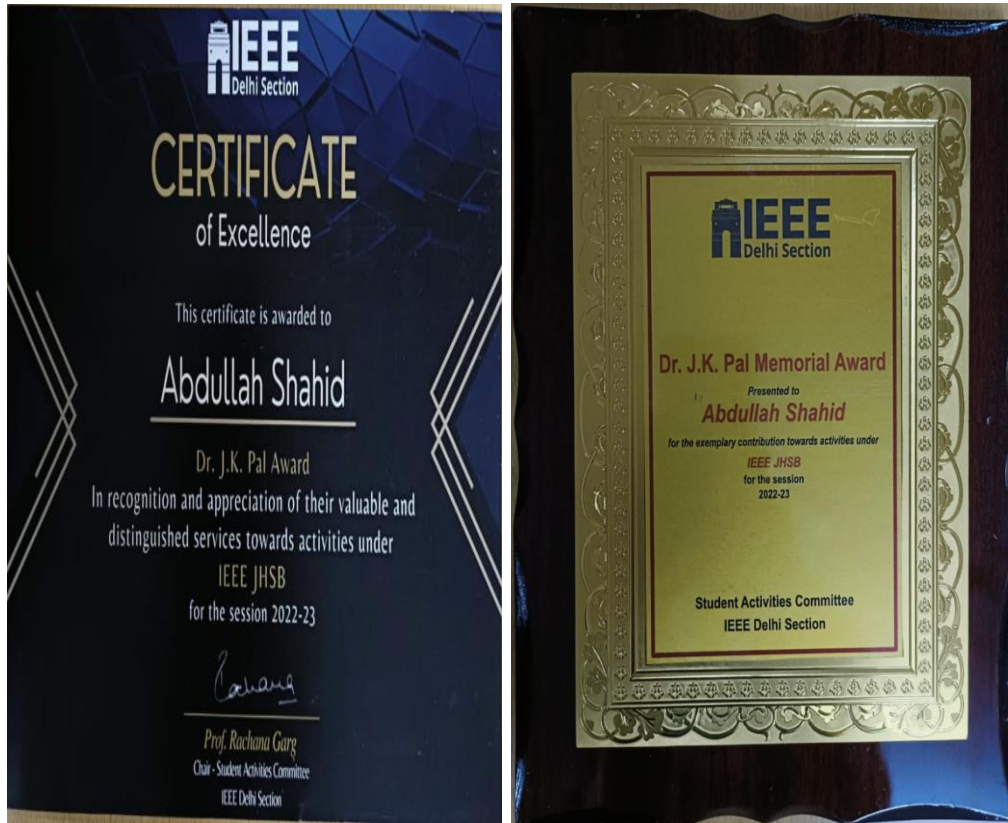 IEEE
Delhi Section
CERTIFICATE
of Excellence
This certificate is awarded to
Abdullah Shahid
Dr. J.K. Pal Award
In recognition and appreciation of their valuable and
distinguished services towards activities under
IEEE JHSB
for the session 2022-23
Rachana
Prof. Rachana Garg
Chair - Student Activities Committee
IEEE Delhi Section
IEEE
Delhi Section
Dr. J.K. Pal Memorial Award
Presented to
Abdullah Shahid
for the exemplary contribution towards activities under
IEEE JHSB
for the session
2022-23
Student Activities Committee
IEEE Delhi Section